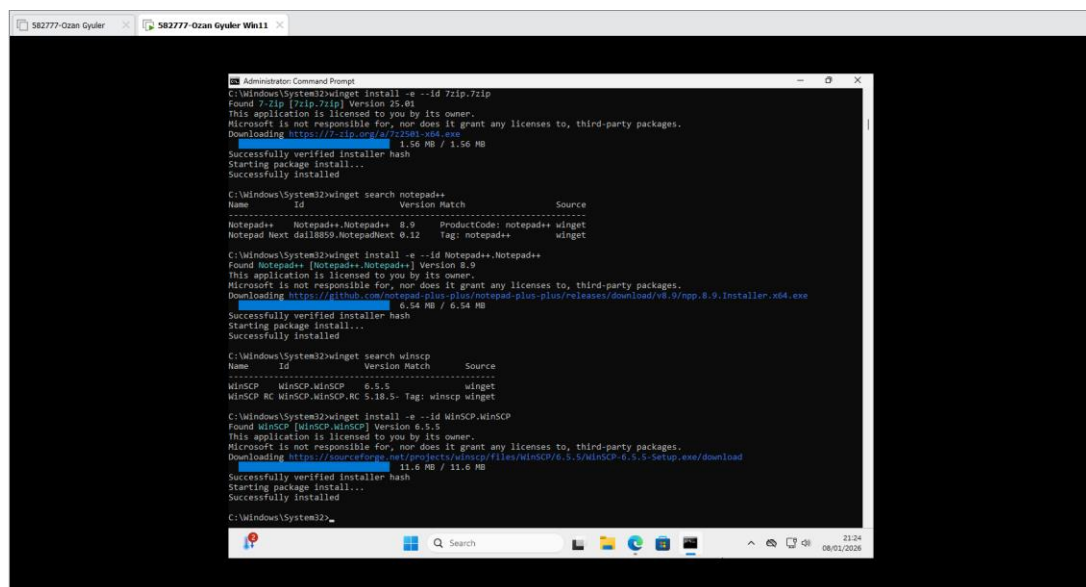 582777-Ozan Gyuler
582777-Ozan Gyuler Win11
Administrator: Command Prompt
C:\Windows\System32>winget install -e --id 7zip.7zip
Found 7-Zip [7zip.7zip] Version 25.01
This application is licensed to you by its owner.
Microsoft is not responsible for, nor does it grant any licenses to, third-party packages.
Downloading https://7-zip.org/a/7z2501-x64.exe
1.56 MB / 1.56 MB
Successfully verified installer hash
Starting package install...
Successfully installed
C:\Windows\System32>winget search notepad++
Name Id Version Match Source
--------------------------------------------------------------------------
Notepad++ Notepad++.Notepad++ 8.9 ProductCode: notepad++ winget
Notepad Next dail8859.NotepadNext 0.12 Tag: notepad++ winget
C:\Windows\System32>winget install -e --id Notepad++.Notepad++
Found Notepad++ [Notepad++.Notepad++] Version 8.9
This application is licensed to you by its owner.
Microsoft is not responsible for, nor does it grant any licenses to, third-party packages.
Downloading https://github.com/notepad-plus-plus/notepad-plus-plus/releases/download/v8.9/npp.8.9.Installer.x64.exe
6.54 MB / 6.54 MB
Successfully verified installer hash
Starting package install...
Successfully installed
C:\Windows\System32>winget search winscp
Name Id Version Match Source
-------------------------------------------------------
WinSCP WinSCP.WinSCP 6.5.5 winget
WinSCP RC WinSCP.WinSCP.RC 5.18.5- Tag: winscp winget
C:\Windows\System32>winget install -e --id WinSCP.WinSCP
Found WinSCP [WinSCP.WinSCP] Version 6.5.5
This application is licensed to you by its owner.
Microsoft is not responsible for, nor does it grant any licenses to, third-party packages.
Downloading https://sourceforge.net/projects/winscp/files/WinSCP/6.5.5/WinSCP-6.5.5-Setup.exe/download
11.6 MB / 11.6 MB
Successfully verified installer hash
Starting package install...
Successfully installed
C:\Windows\System32>_
2
Search
21:24
08/01/2026